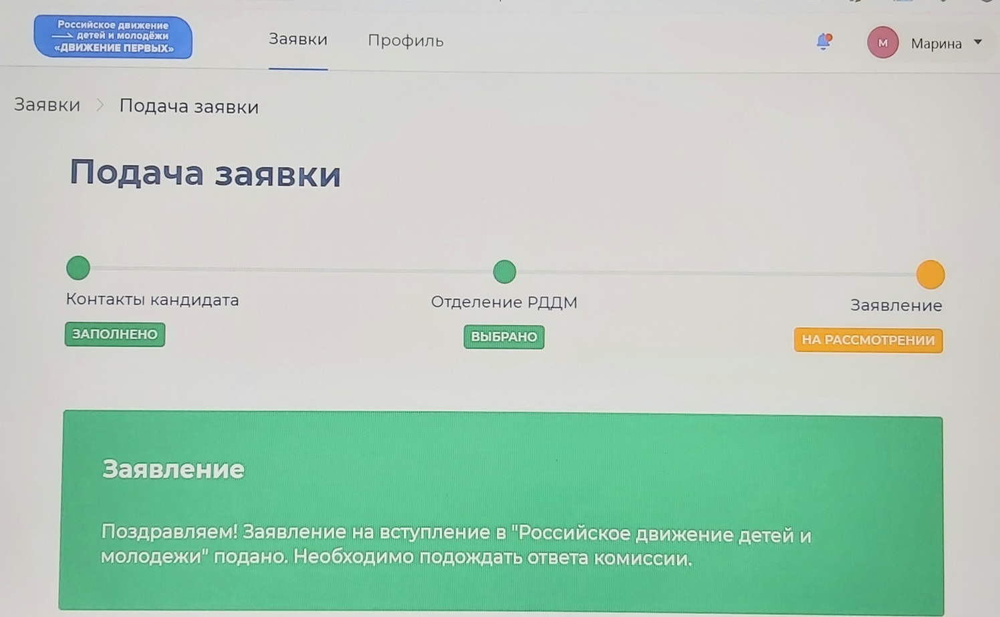 Российское движение
детей и молодёжи
«ДВИЖЕНИЕ ПЕРВЫХ»
Заявки
Профиль
М
Марина
Заявки
Подача заявки
Подача заявки
Контакты кандидата
Отделение РДДМ
Заявление
ЗАПОЛНЕНО
ВЫБРАНО
НА РАССМОТРЕНИИ
Заявление
Поздравляем! Заявление на вступление в "Российское движение детей и
молодежи" подано. Необходимо подождать ответа комиссии.